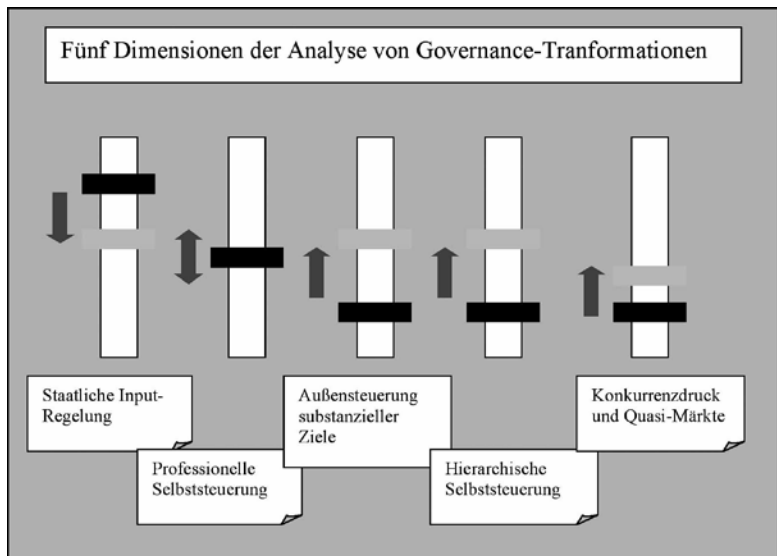 Fünf Dimensionen der Analyse von Governance-Tranformationen
Staatliche Input-
Regelung
Professionelle
Selbststeuerung
Außensteuerung
substanzieller
Ziele
Hierarchische
Selbststeuerung
Konkurrenzdruck
und Quasi-Märkte